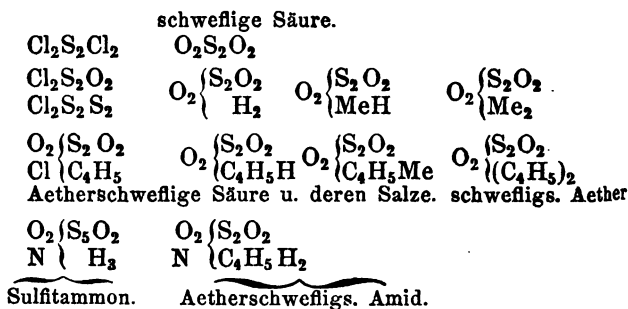 schweflige Säure.
Cl₂S₂Cl₂ O₂S₂O₂
Cl₂S₂O₂ O₂{S₂O₂ O₂{S₂O₂ O₂{S₂O₂
Cl₂S₂S₂ H₂ MeH Me₂
O₂{S₂O₂ O₂{S₂O₂ O₂{S₂O₂ O₂{S₂O₂
Cl{C₄H₅ C₄H₅H C₄H₅Me (C₄H₅)₂
Aetherschweflige Säure u. deren Salze. schwefligs. Aether
O₂{S₅O₂ O₂{S₂O₂
N{H₃ N{C₄H₅H₂
Sulfitammon. Aetherschwefligs. Amid.